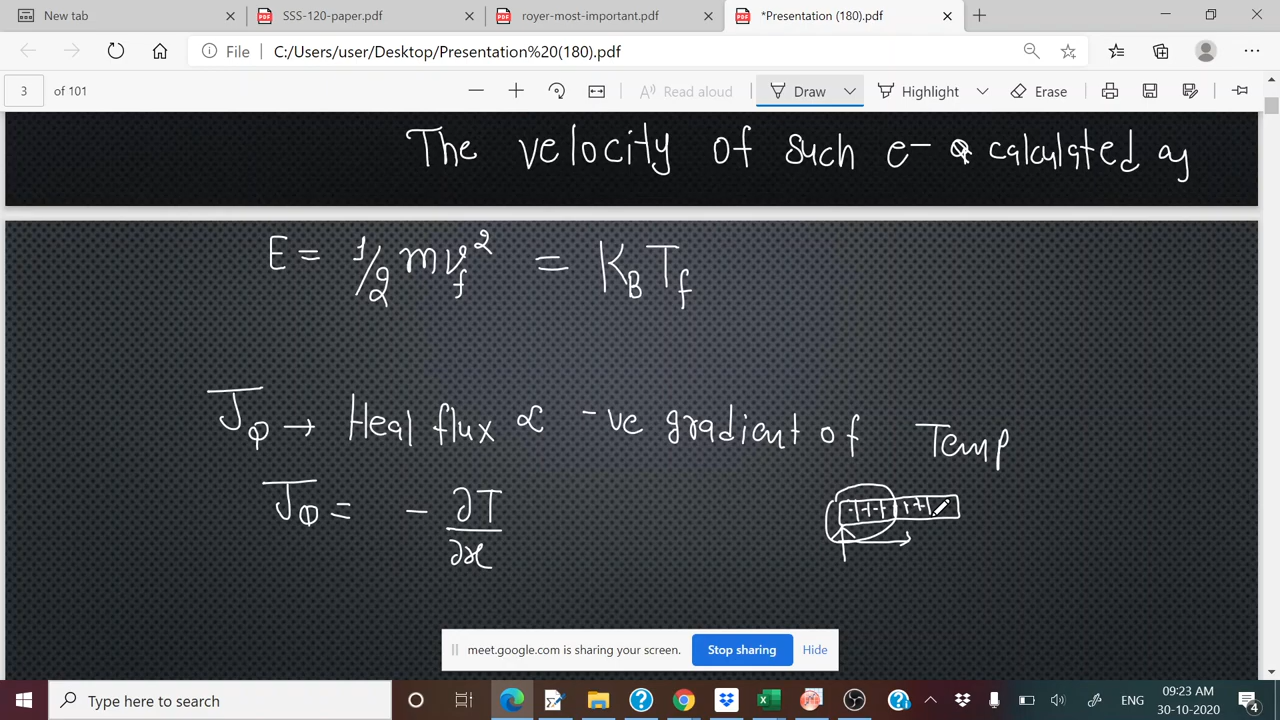 New tab
SSS-120-paper.pdf
royer-most-important.pdf
*Presentation (180).pdf
File
C:/Users/user/Desktop/Presentation%20(180).pdf
3 of 101
Read aloud
Draw
Highlight
Erase
The velocity of such e- calculated as
E = 1/2 m v_f^2 = K_B T_f
J_φ → Heal flux ∝ -ve gradient of Temp
J_φ = - ∂T/∂x
meet.google.com is sharing your screen.
Stop sharing
Hide
Type here to search
ENG
09:23 AM
30-10-2020
4